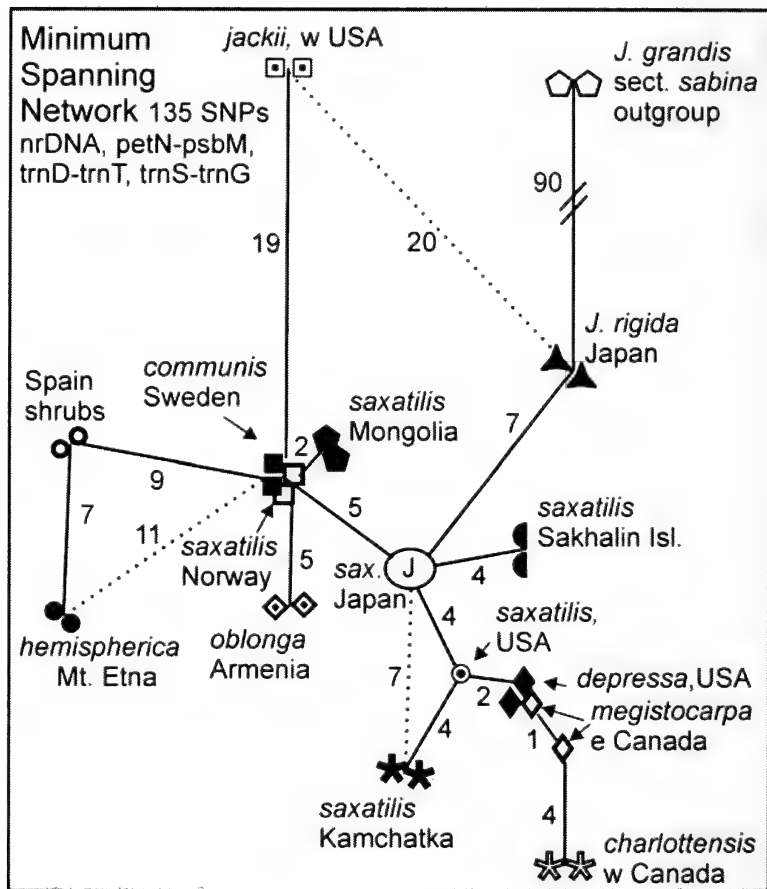 Minimum
Spanning
Network 135 SNPs
nrDNA, petN-psbM,
trnD-trnT, trnS-trnG
jackii, w USA
J. grandis
sect. sabina
outgroup
90
19
20
J. rigida
Japan
communis
Sweden
Spain
shrubs
saxatilis
Mongolia
2
7
9
5
7
11
saxatilis
Norway
5
saxatilis
Sakhalin Isl.
J
4
sax.
Japan
hemispherica
Mt. Etna
oblonga
Armenia
4
saxatilis,
USA
7
2
depressa,USA
megistocarpa
e Canada
4
1
saxatilis
Kamchatka
4
charlottensis
w Canada